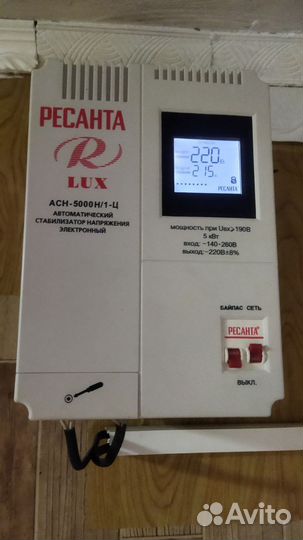 РЕСАНТА
R
LUX
АСН-5000Н/1-Ц
АВТОМАТИЧЕСКИЙ
СТАБИЛИЗАТОР НАПРЯЖЕНИЯ
ЭЛЕКТРОННЫЙ
220
215
РЕСАНТА
мощность при Uвх≥190В
5 кВт
вход: ~140-260В
выход:~220В±8%
БАЙПАС СЕТЬ
РЕСАНТА
ВЫКЛ.
Avito